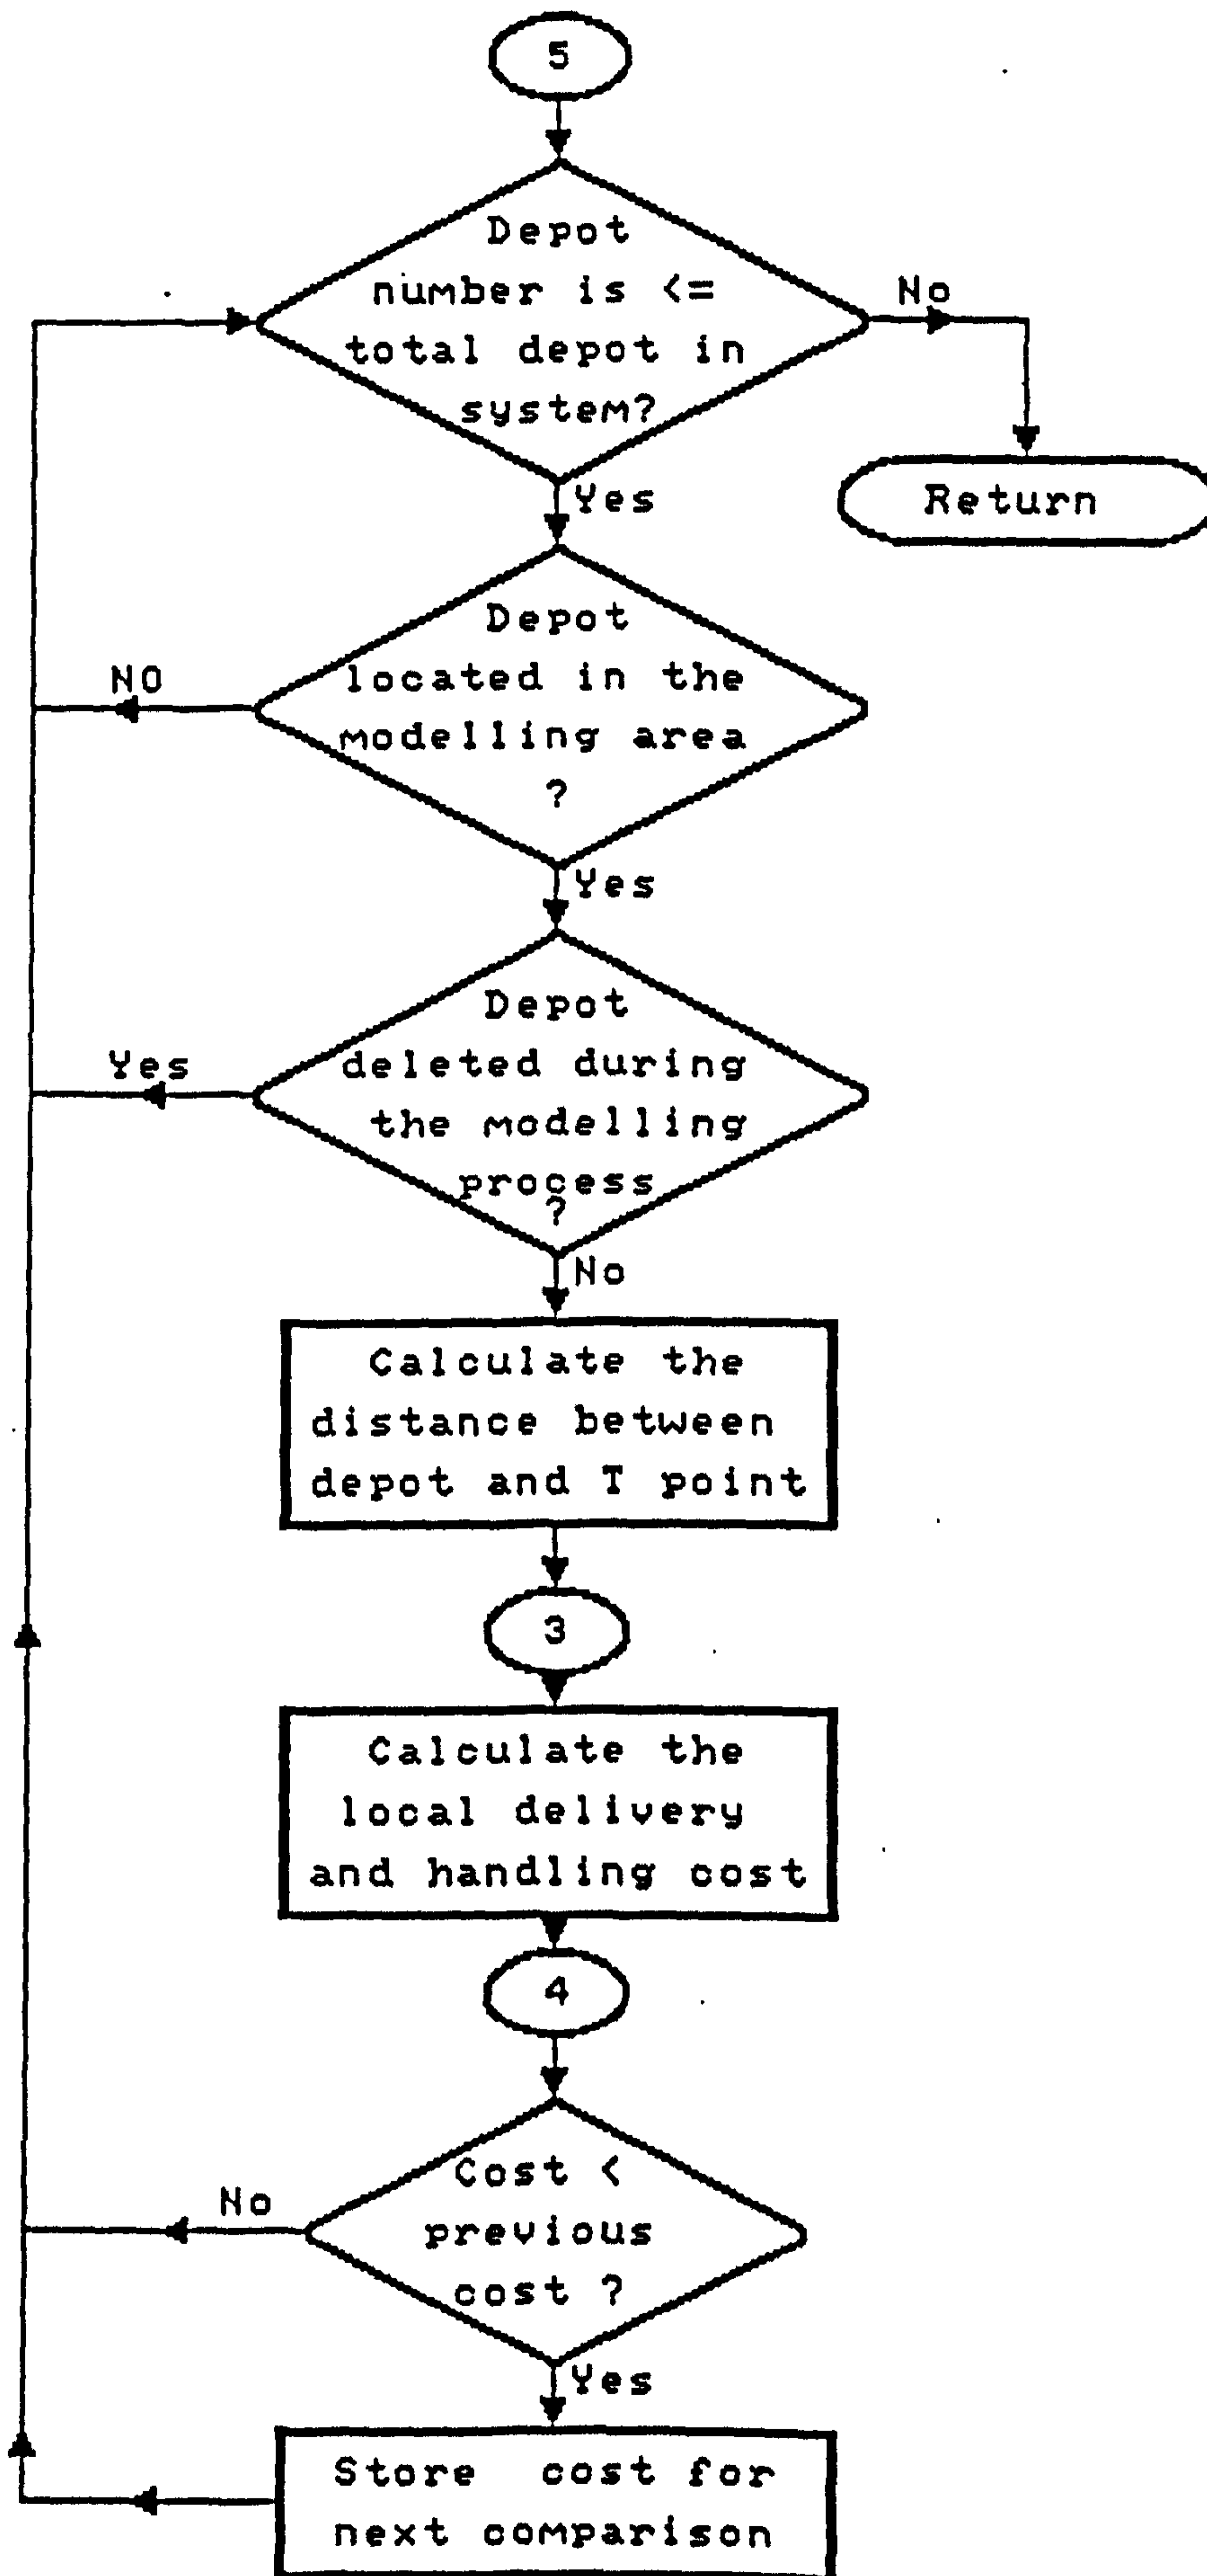 5
Depot
number is <=
total depot in
system?
No
Yes
Return
Depot
located in the
modelling area
?
NO
Yes
Depot
deleted during
the modelling
process
?
Yes
No
Calculate the
distance between
depot and T point
3
Calculate the
local delivery
and handling cost
4
Cost <
previous
cost ?
No
Yes
Store cost for
next comparison